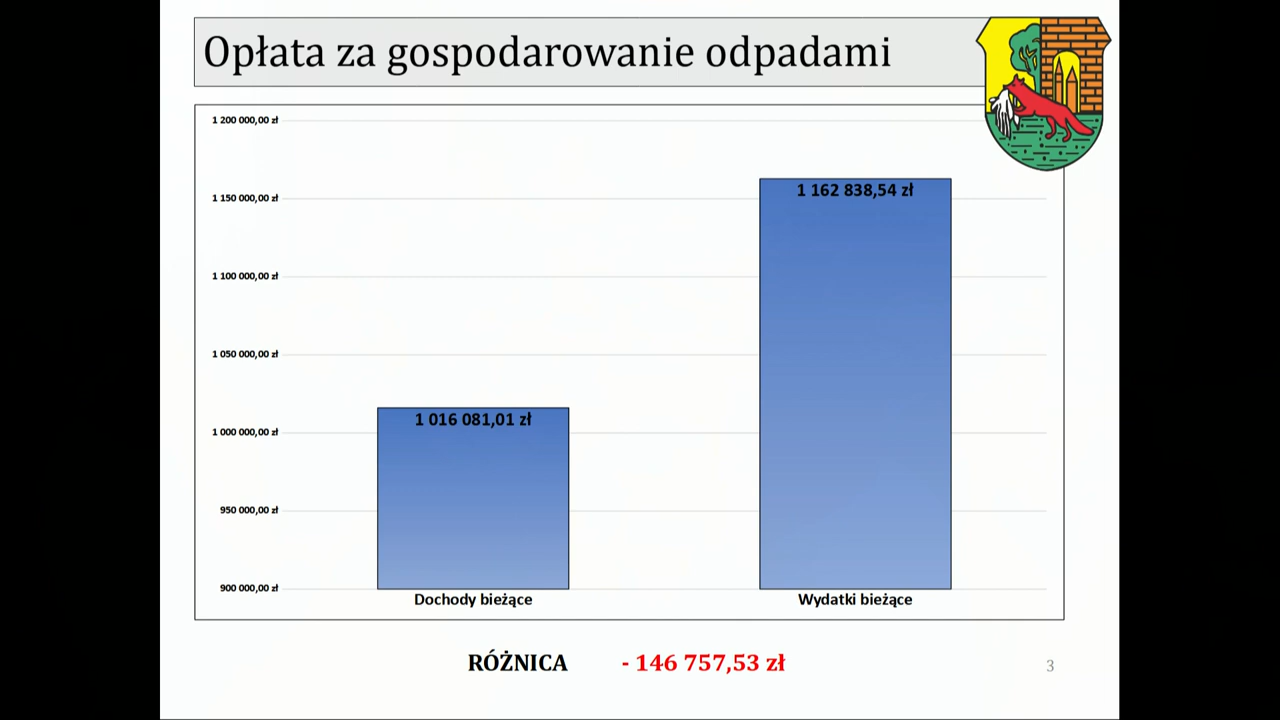 Opłata za gospodarowanie odpadami
1 200 000,00 zł
1 150 000,00 zł
1 100 000,00 zł
1 050 000,00 zł
1 000 000,00 zł
950 000,00 zł
900 000,00 zł
1 016 081,01 zł
1 162 838,54 zł
Dochody bieżące
Wydatki bieżące
RÓŻNICA - 146 757,53 zł
3